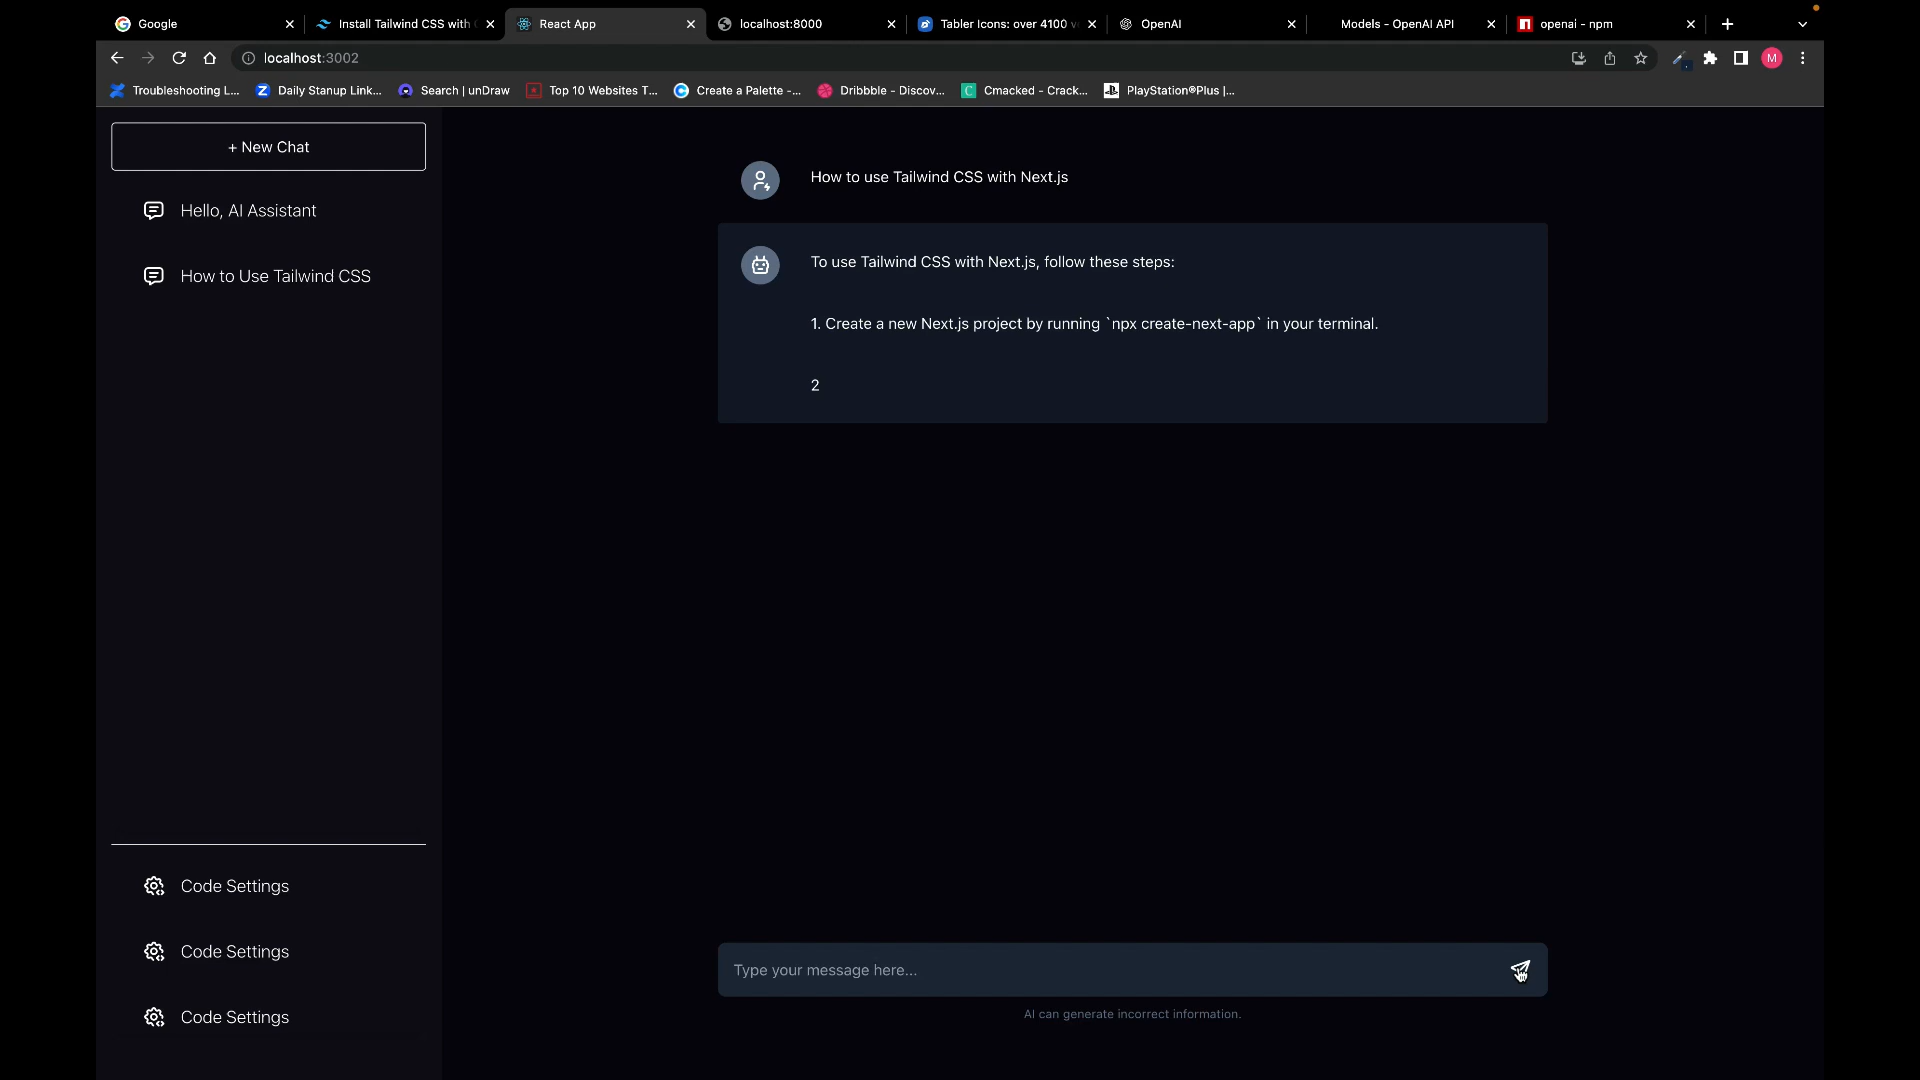 Google
Install Tailwind CSS with
React App
localhost:8000
Tabler Icons: over 4100
OpenAI
Models - OpenAI API
openai - npm
localhost:3002
M
Troubleshooting L...
Daily Stanup Link...
Search | unDraw
Top 10 Websites T...
Create a Palette -...
Dribbble - Discov...
Cmacked - Crack...
PlayStation®Plus |...
+ New Chat
Hello, AI Assistant
How to Use Tailwind CSS
Code Settings
Code Settings
Code Settings
How to use Tailwind CSS with Next.js
To use Tailwind CSS with Next.js, follow these steps:
1. Create a new Next.js project by running `npx create-next-app` in your terminal.
2
Type your message here...
AI can generate incorrect information.